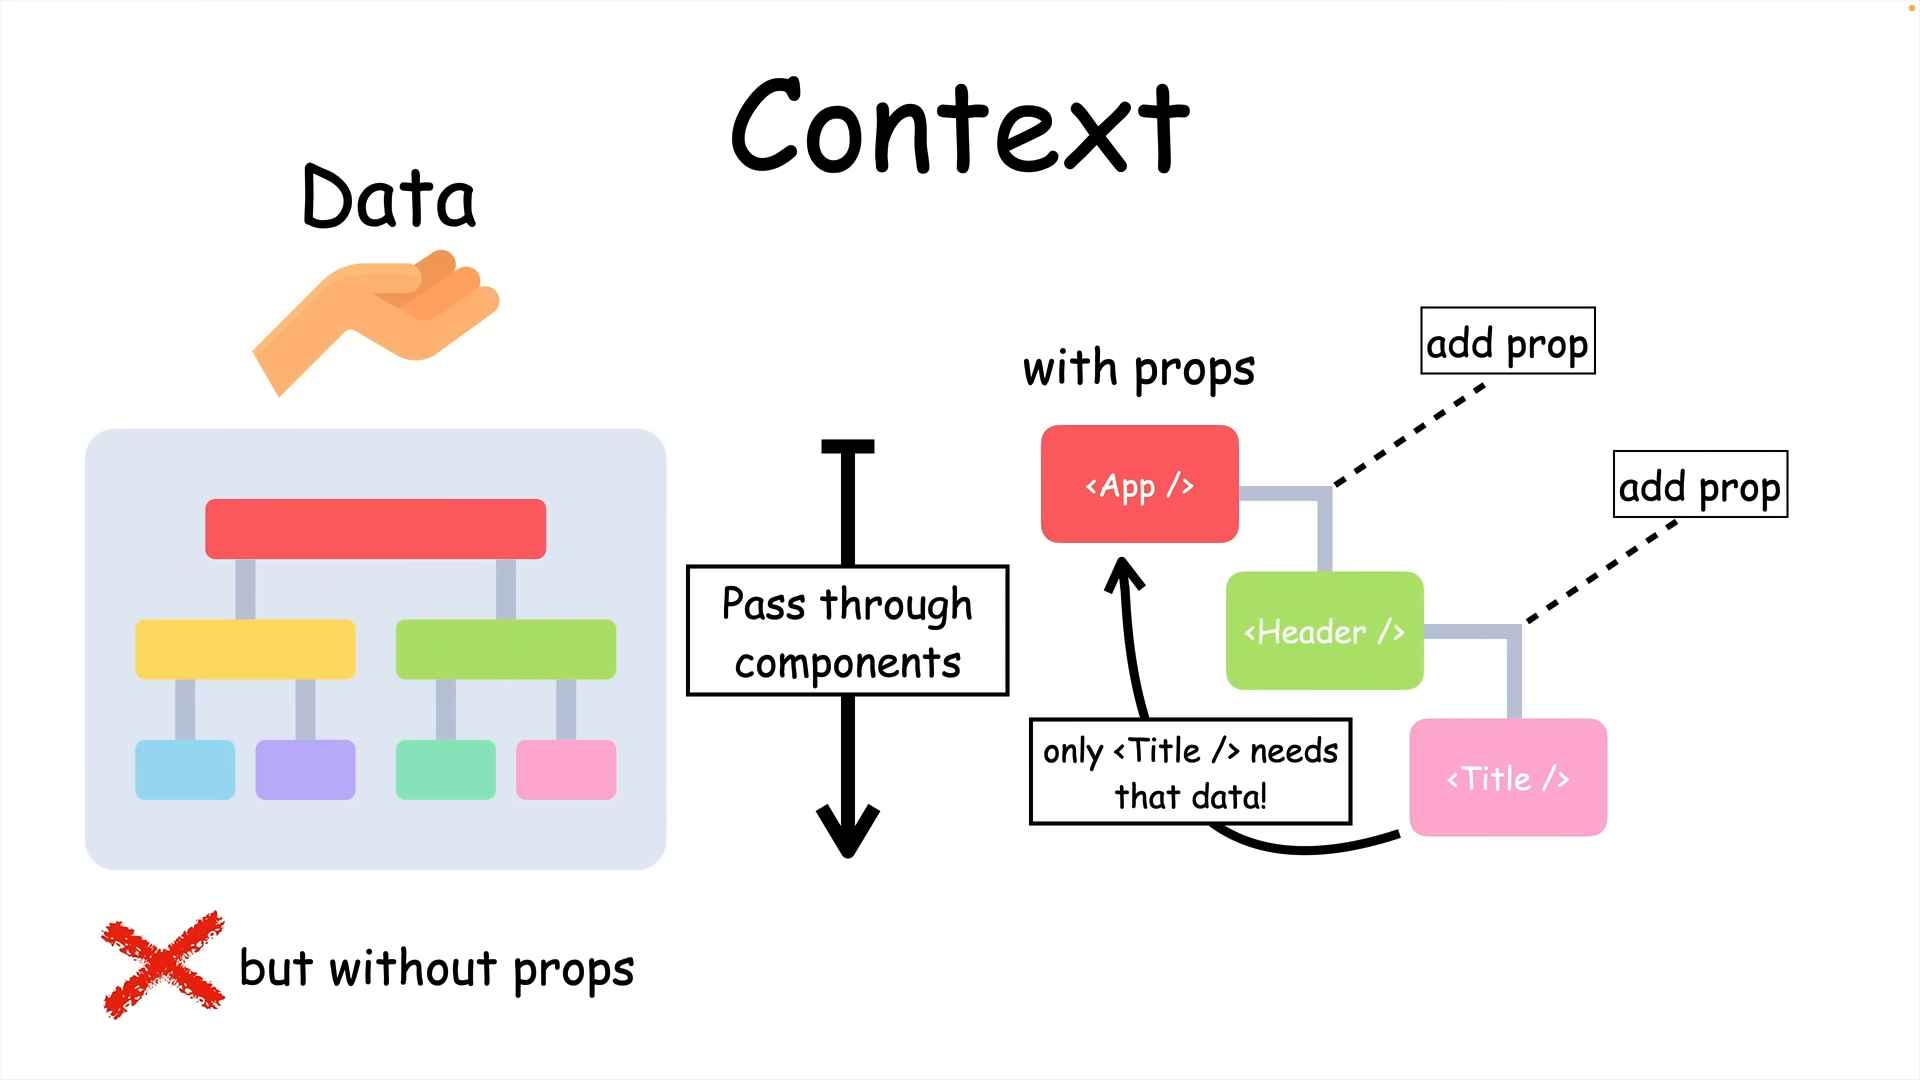 Context
Data
with props
add prop
add prop
<App />
<Header />
<Title />
Pass through
components
only <Title /> needs
that data!
but without props